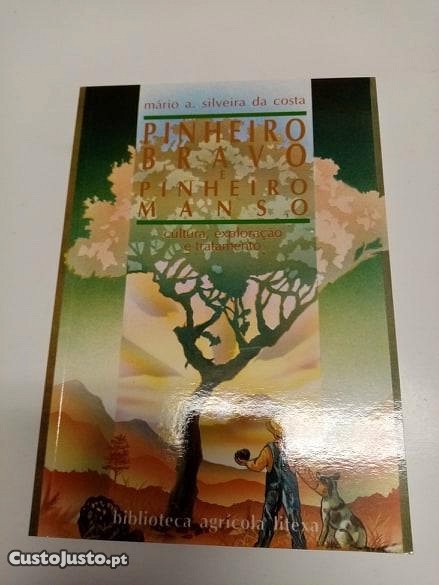 mário a. silveira da costa
PINHEIRO
BRAVO
E
PINHEIRO
MANSO
cultura, exploração
e tratamento
biblioteca agrícola litexa
CustoJusto.pt